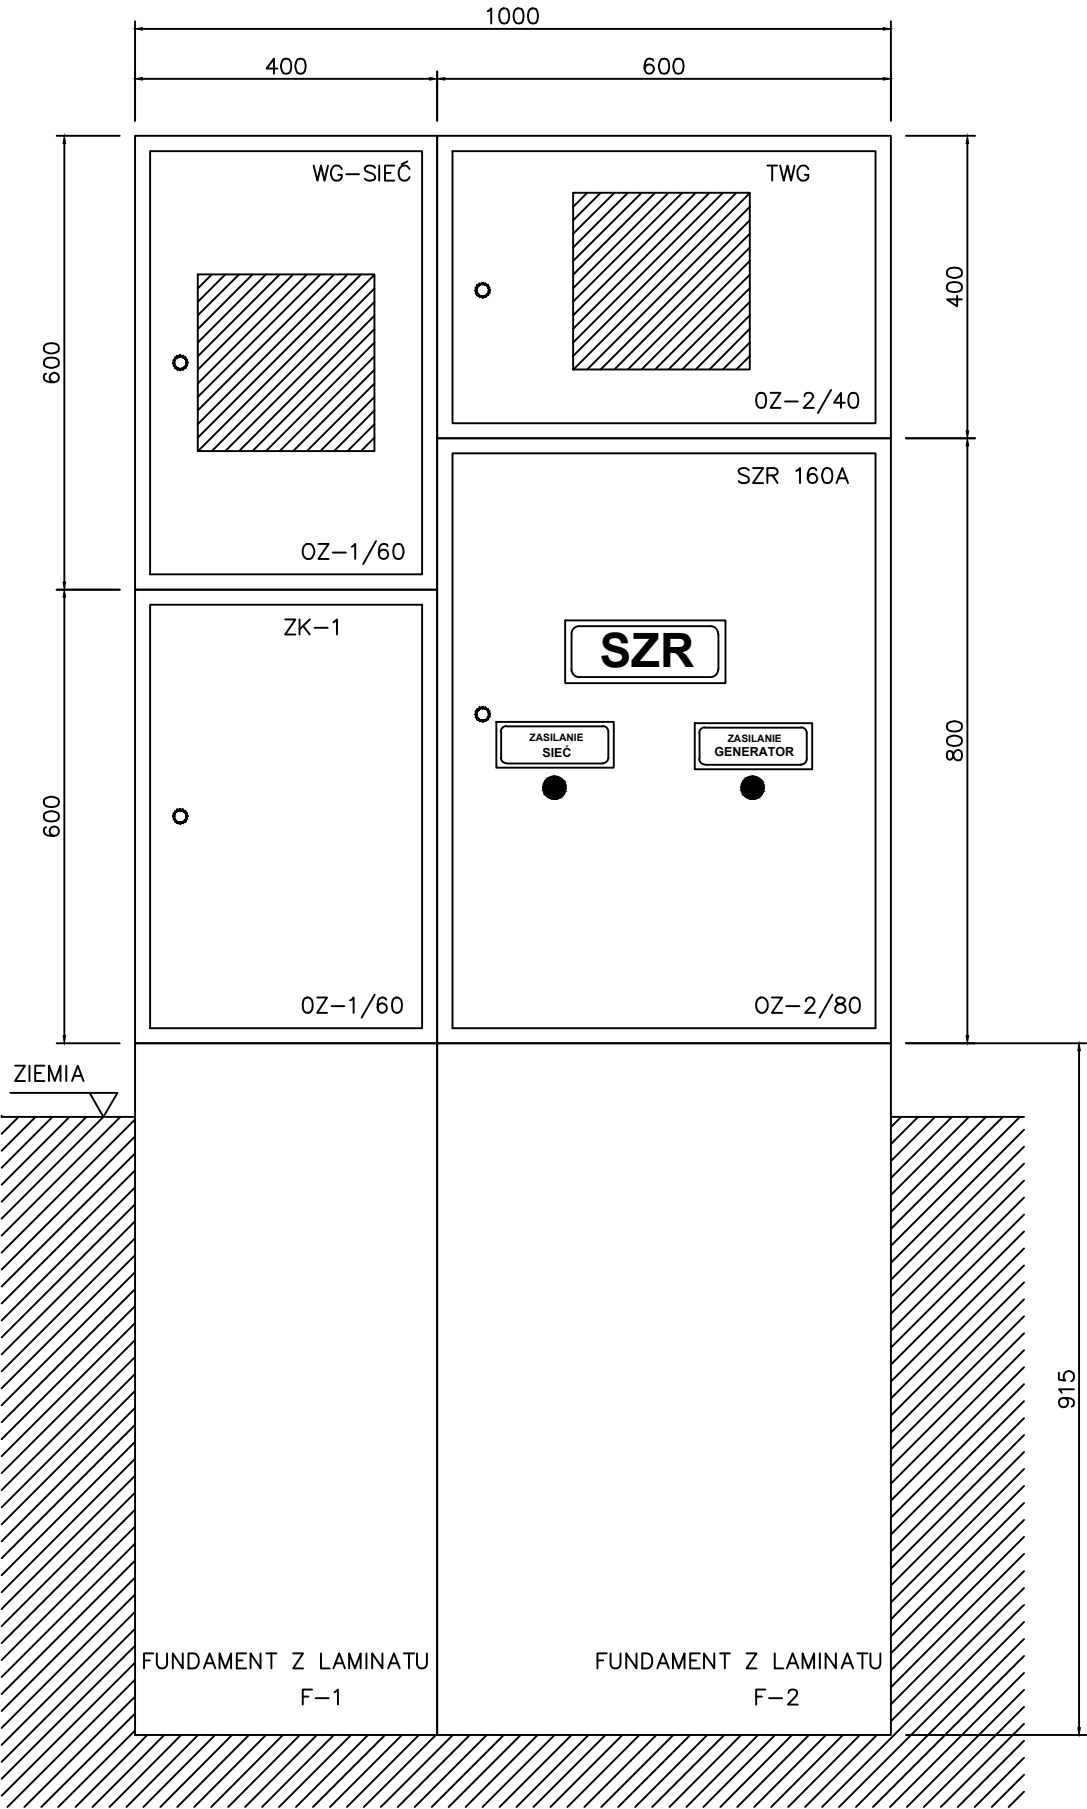 1000
400
600
WG-SIEĆ
TWG
600
400
OZ-2/40
SZR 160A
OZ-1/60
ZK-1
SZR
ZASILANIE
SIEĆ
ZASILANIE
GENERATOR
800
600
OZ-1/60
OZ-2/80
ZIEMIA
915
FUNDAMENT Z LAMINATU
F-1
FUNDAMENT Z LAMINATU
F-2